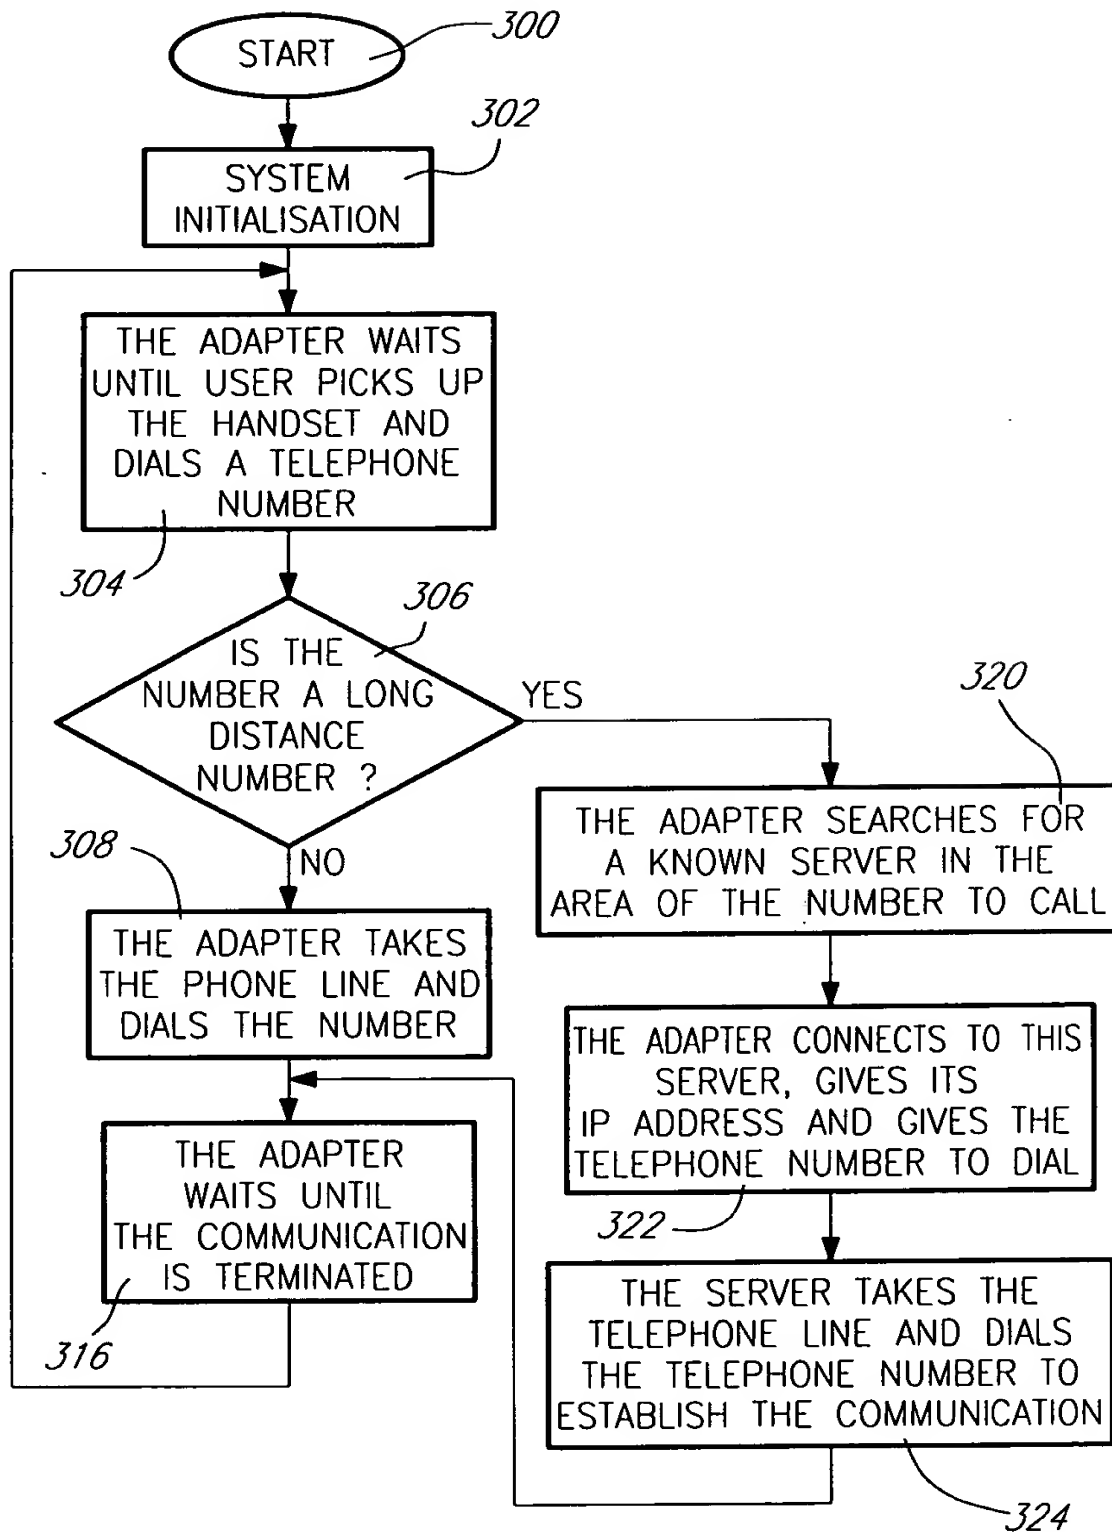 START
300
302
SYSTEM
INITIALISATION
THE ADAPTER WAITS
UNTIL USER PICKS UP
THE HANDSET AND
DIALS A TELEPHONE
NUMBER
304
306
IS THE
NUMBER A LONG
DISTANCE
NUMBER ?
YES
NO
308
THE ADAPTER TAKES
THE PHONE LINE AND
DIALS THE NUMBER
THE ADAPTER
WAITS UNTIL
THE COMMUNICATION
IS TERMINATED
316
320
THE ADAPTER SEARCHES FOR
A KNOWN SERVER IN THE
AREA OF THE NUMBER TO CALL
THE ADAPTER CONNECTS TO THIS
SERVER, GIVES ITS
IP ADDRESS AND GIVES THE
TELEPHONE NUMBER TO DIAL
322
THE SERVER TAKES THE
TELEPHONE LINE AND DIALS
THE TELEPHONE NUMBER TO
ESTABLISH THE COMMUNICATION
324